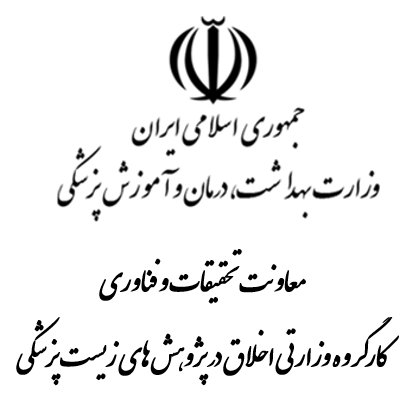 جمهوری اسلامی ایران
وزارت بهداشت، درمان و آموزش پزشکی
معاونت تحقیقات و فناوری
کارگروه وزارتی اخلاق در پژوهش های زیست پزشکی